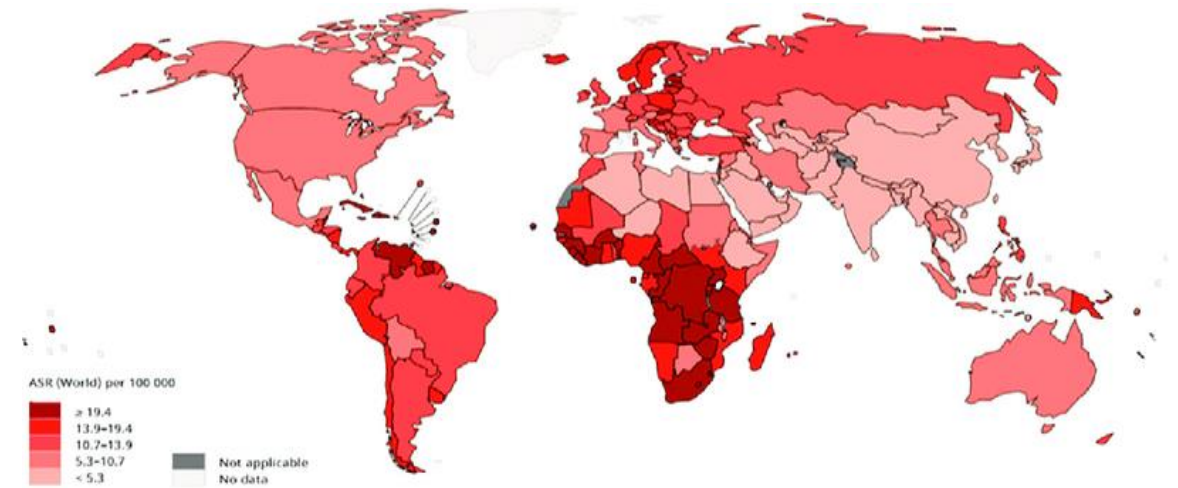 ASR (World) per 100 000
≥ 19.4
13.9–19.4
10.7–13.9
5.3–10.7
< 5.3
Not applicable
No data